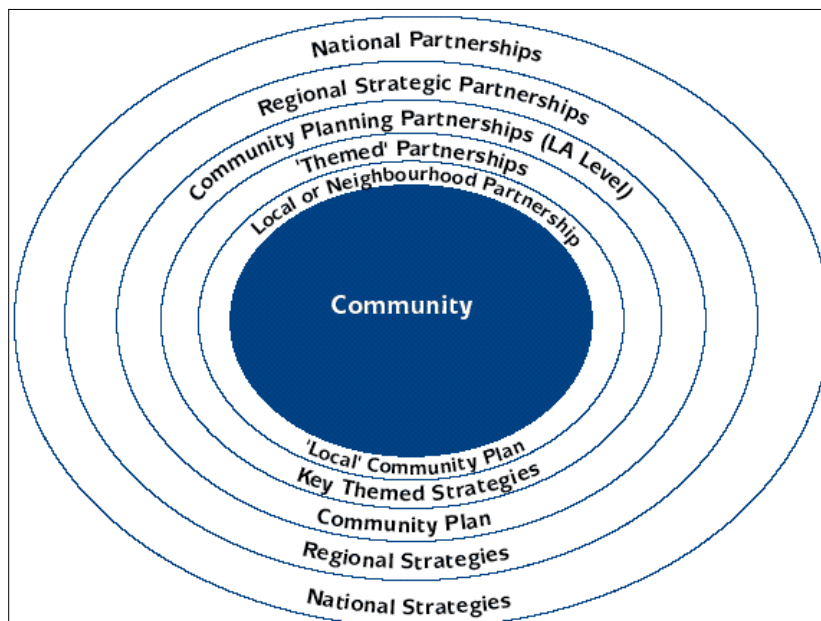 National Partnerships
Regional Strategic Partnerships
Community Planning Partnerships (LA Level)
'Themed' Partnerships
Local or Neighbourhood Partnership
Community
'Local' Community Plan
Key Themed Strategies
Community Plan
Regional Strategies
National Strategies